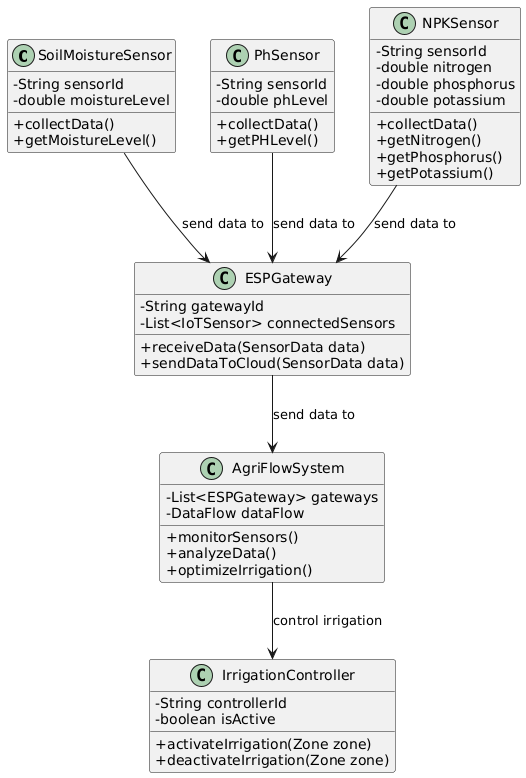 C SoilMoistureSensor
-String sensorId
-double moistureLevel
+collectData()
+getMoistureLevel()
C PhSensor
-String sensorId
-double phLevel
+collectData()
+getPHLevel()
C NPKSensor
-String sensorId
-double nitrogen
-double phosphorus
-double potassium
+collectData()
+getNitrogen()
+getPhosphorus()
+getPotassium()
send data to
send data to
send data to
C ESPGateway
-String gatewayId
-List<IoTSensor> connectedSensors
+receiveData(SensorData data)
+sendDataToCloud(SensorData data)
send data to
C AgriFlowSystem
-List<ESPGateway> gateways
-DataFlow dataFlow
+monitorSensors()
+analyzeData()
+optimizeIrrigation()
control irrigation
C IrrigationController
-String controllerId
-boolean isActive
+activateIrrigation(Zone zone)
+deactivateIrrigation(Zone zone)